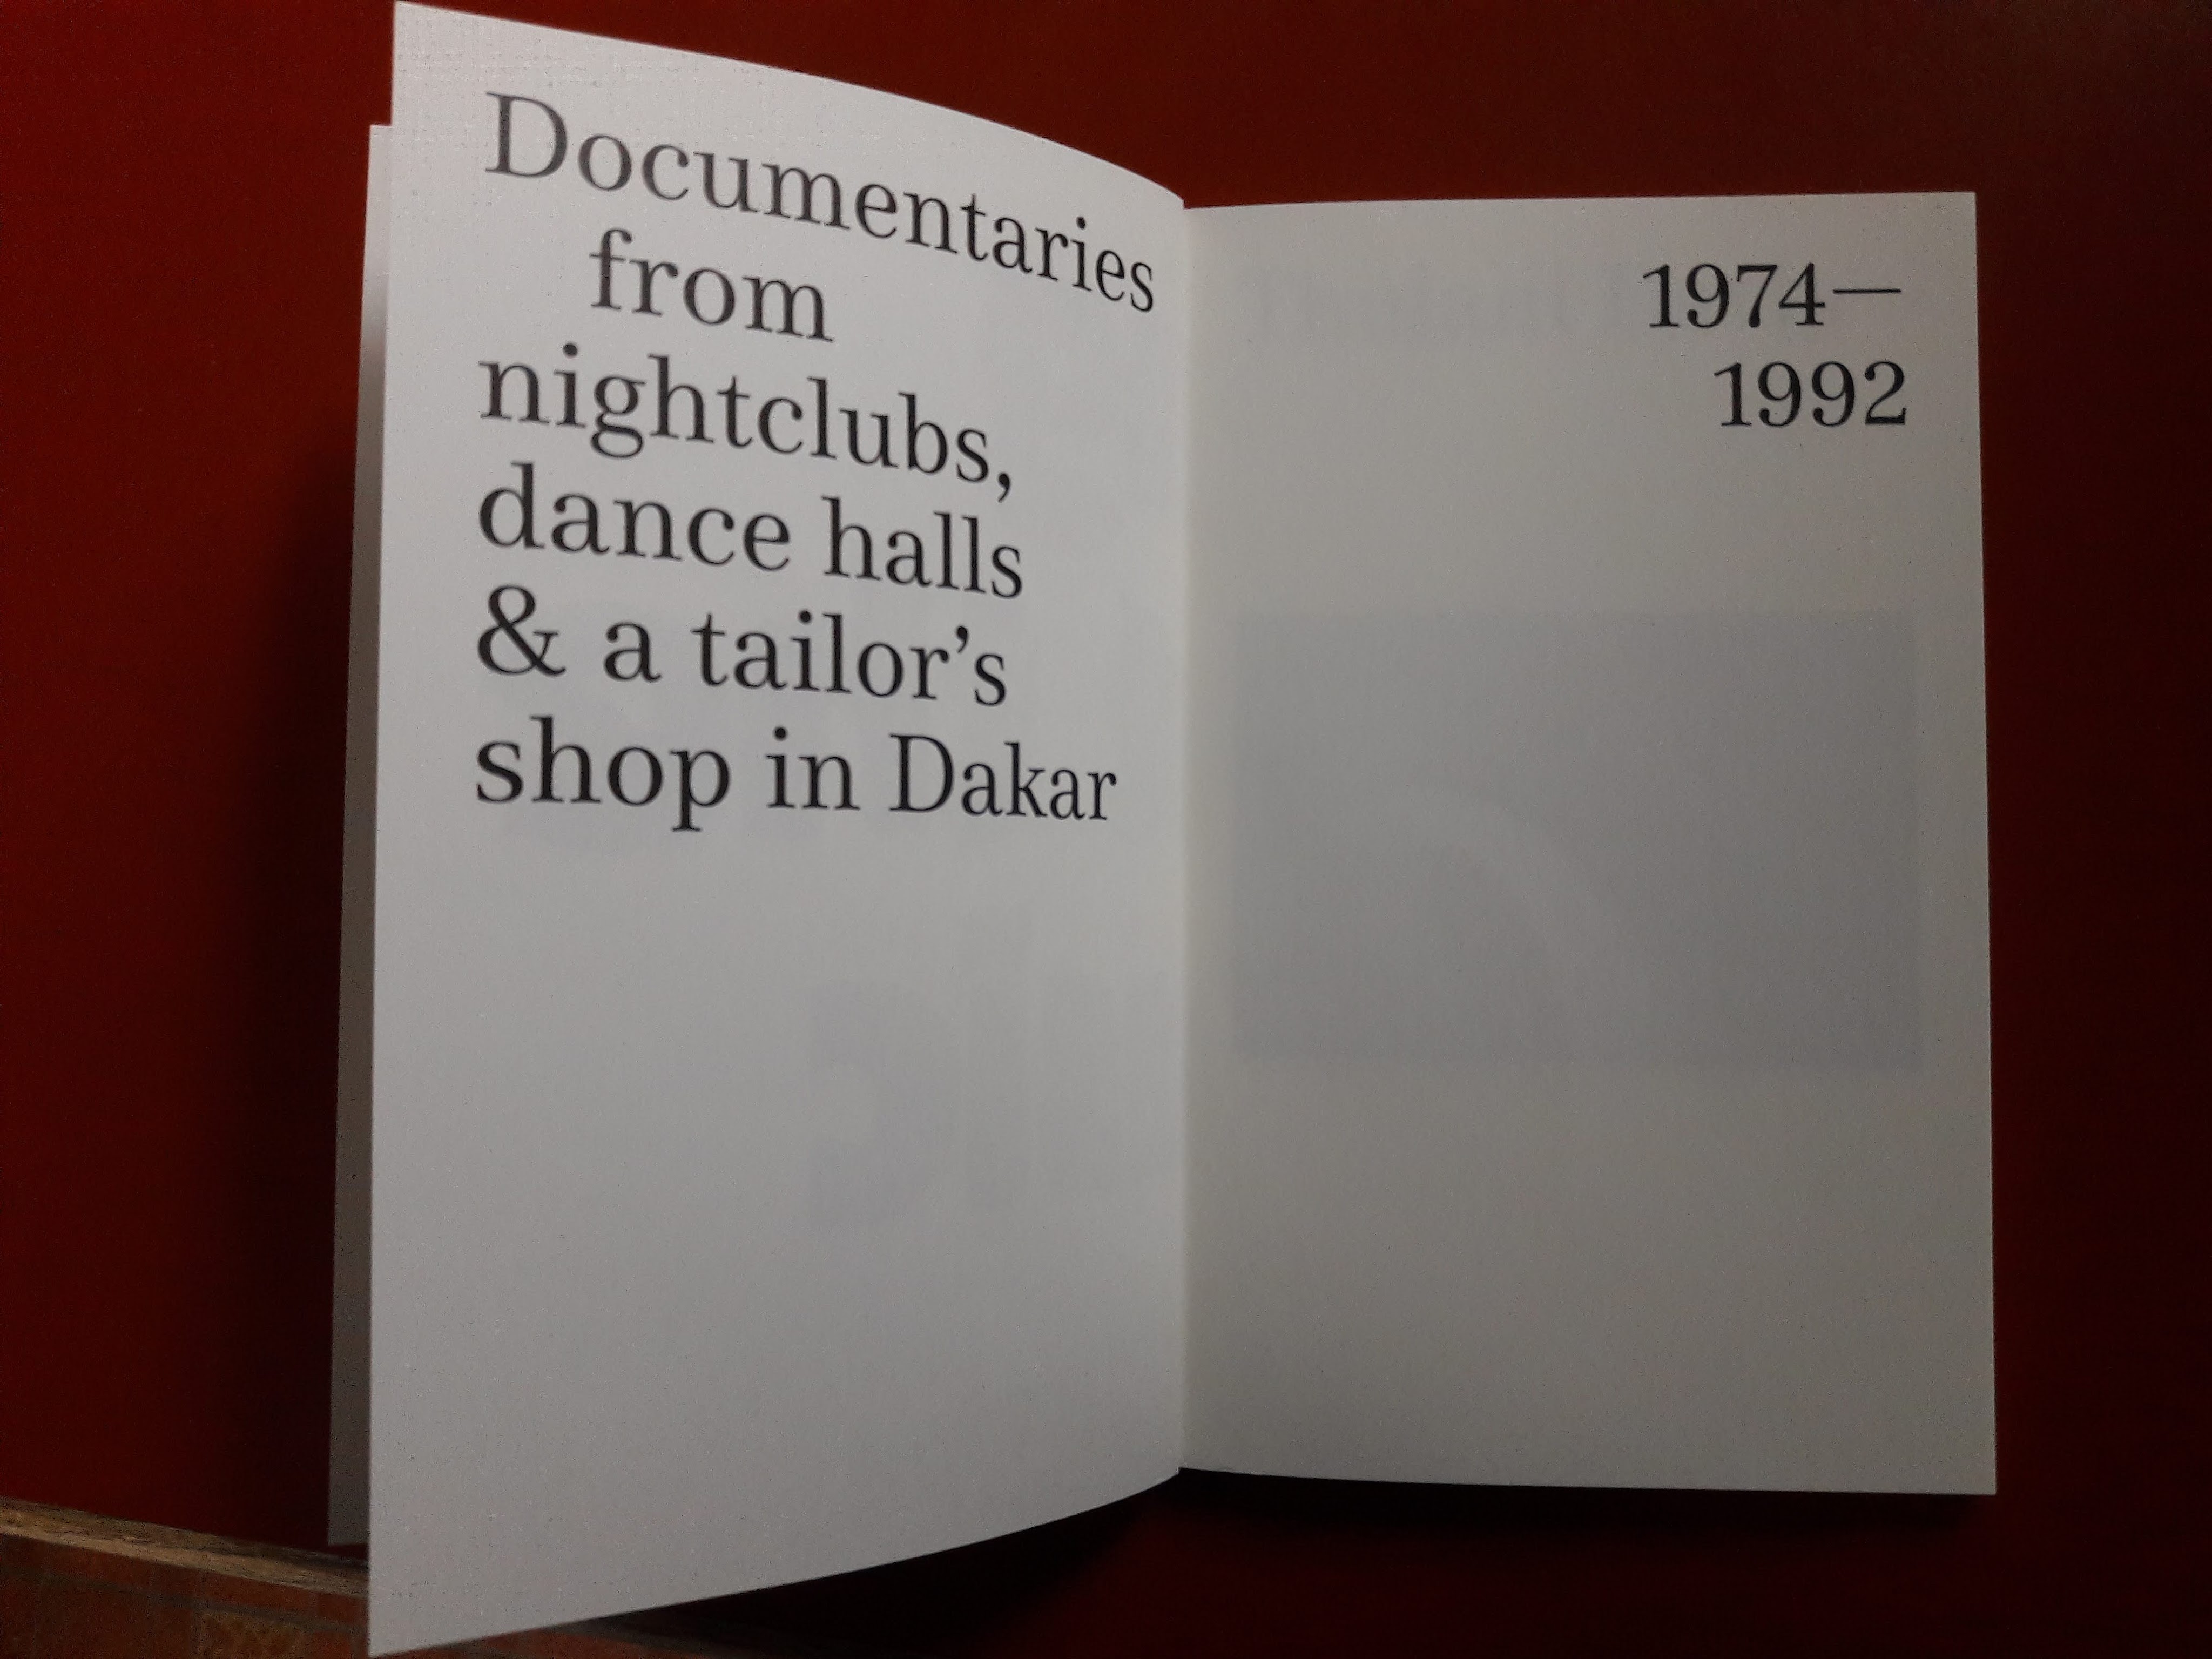 Documentaries
from
nightclubs,
dance halls
& a tailor’s
shop in Dakar
1974—
1992